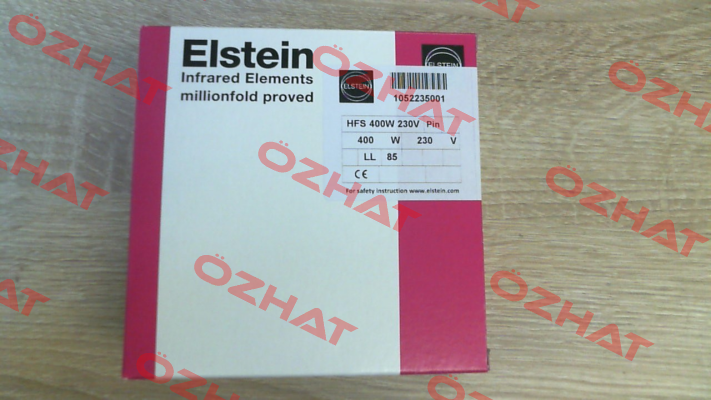 Elstein
Infrared Elements
millionfold proved
ELSTEIN
ELSTEIN
1052235001
HFS 400W 230V Pin
400 W 230 V
LL 85
CE
For safety instruction www.elstein.com
ÖZHAT
ÖZHAT
ÖZHAT
ÖZHAT
ÖZHAT
ÖZHAT
ÖZHAT
ÖZHAT